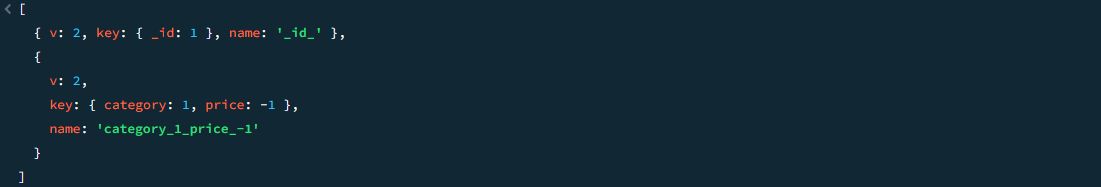 [
{ v: 2, key: { _id: 1 }, name: '_id_' },
{
v: 2,
key: { category: 1, price: -1 },
name: 'category_1_price_-1'
}
]